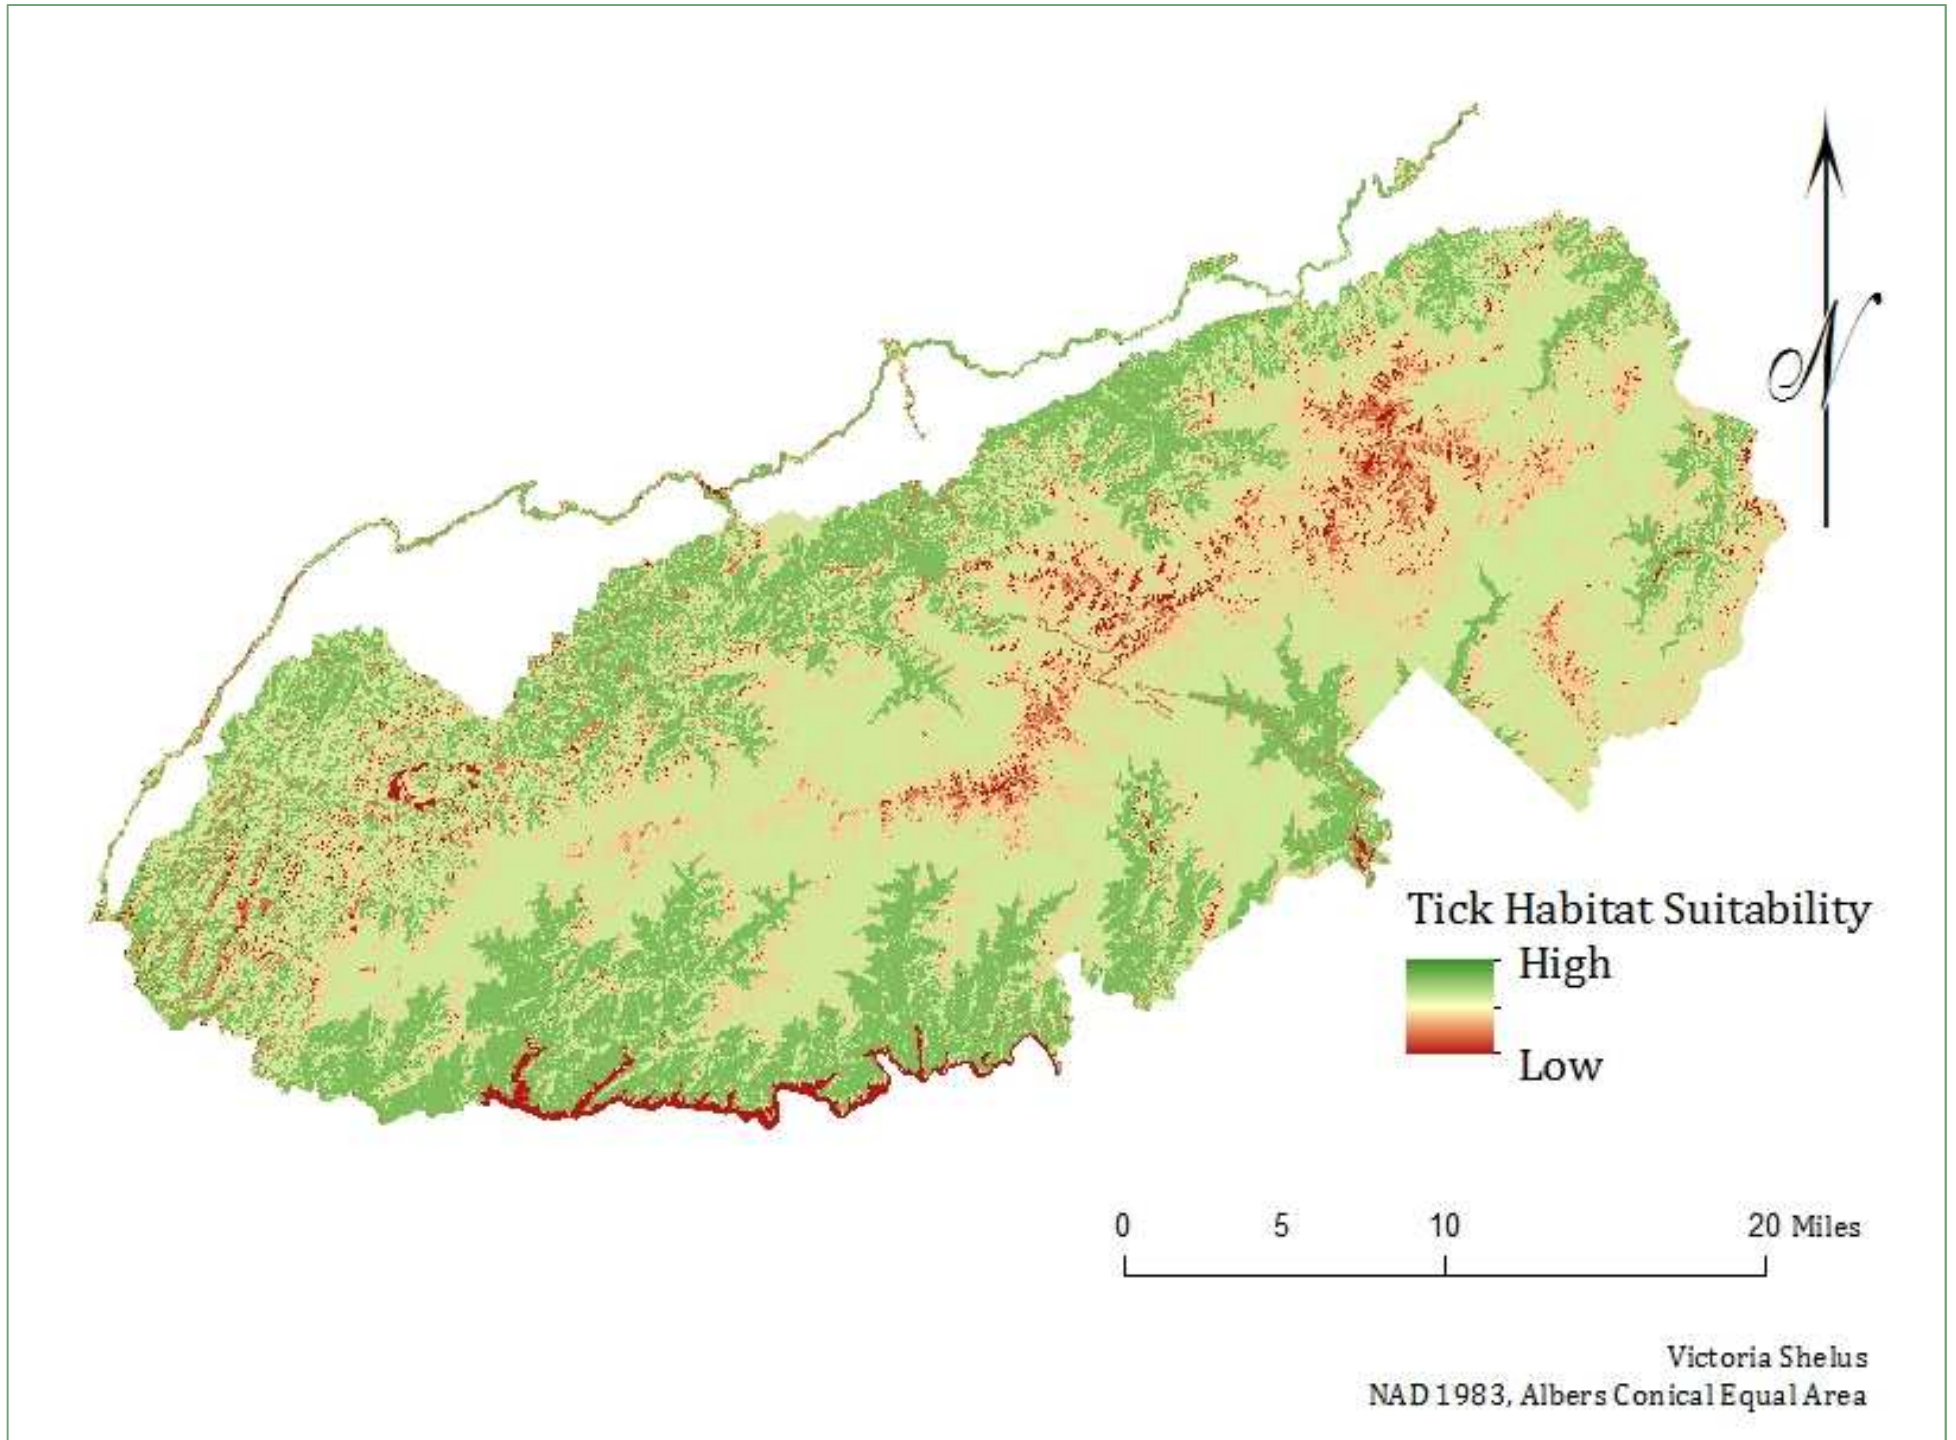 N
Tick Habitat Suitability
High
Low
0 5 10 20 Miles
Victoria Shelus
NAD 1983, Albers Conical Equal Area